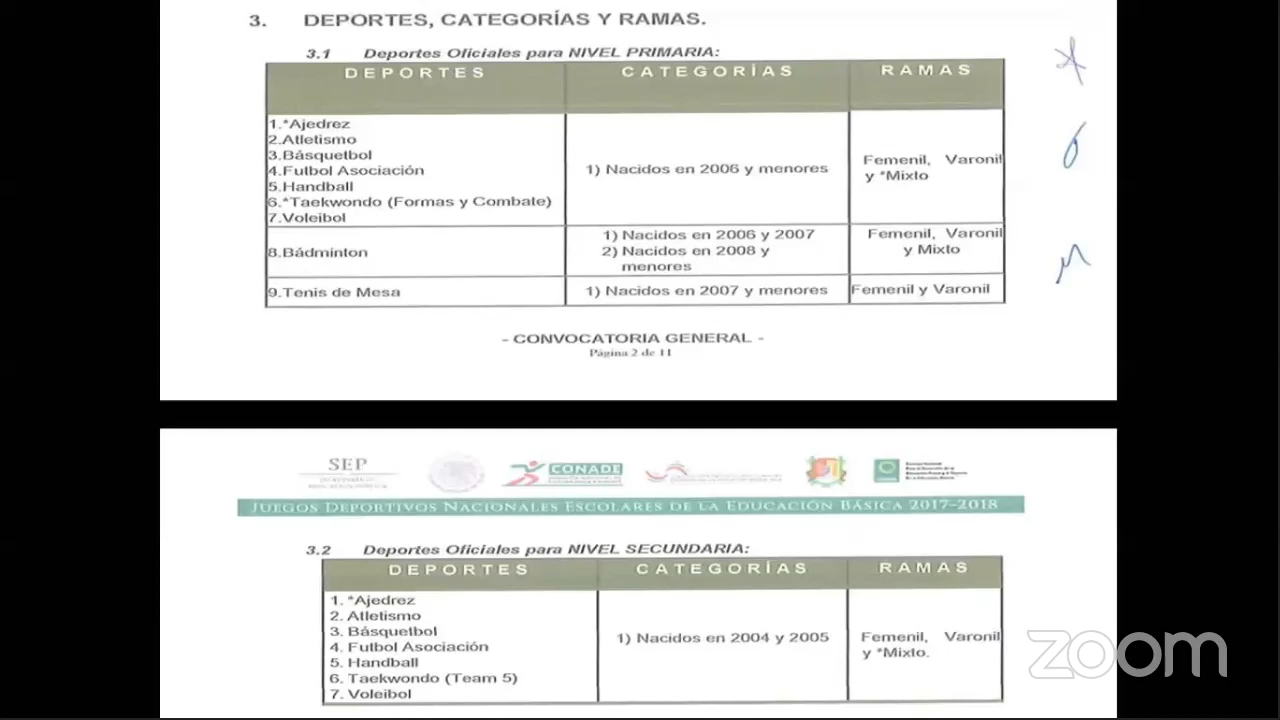 3. DEPORTES, CATEGORÍAS Y RAMAS.
3.1 Deportes Oficiales para NIVEL PRIMARIA:
DEPORTES CATEGORÍAS RAMAS
1.*Ajedrez
2.Atletismo
3.Básquetbol
4.Futbol Asociación
5.Handball
6.*Taekwondo (Formas y Combate)
7.Voleibol
1) Nacidos en 2006 y menores
Femenil, Varonil
y *Mixto
8.Bádminton
1) Nacidos en 2006 y 2007
2) Nacidos en 2008 y
menores
Femenil, Varonil
y Mixto
9.Tenis de Mesa
1) Nacidos en 2007 y menores
Femenil y Varonil
- CONVOCATORIA GENERAL -
Página 2 de 11
SEP
CONADE
JUEGOS DEPORTIVOS NACIONALES ESCOLARES DE LA EDUCACIÓN BÁSICA 2017-2018
3.2 Deportes Oficiales para NIVEL SECUNDARIA:
DEPORTES CATEGORÍAS RAMAS
1. *Ajedrez
2. Atletismo
3. Básquetbol
4. Futbol Asociación
5. Handball
6. Taekwondo (Team 5)
7. Voleibol
1) Nacidos en 2004 y 2005
Femenil, Varonil
y *Mixto.
zoom